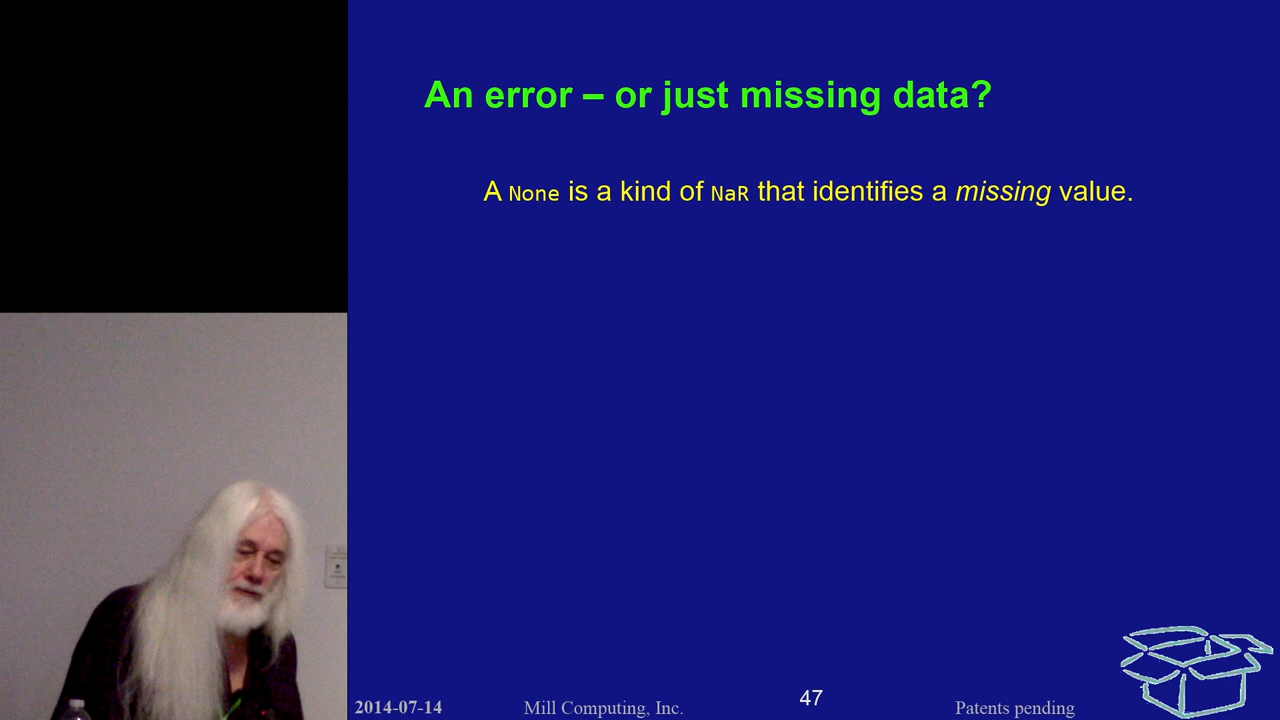 An error – or just missing data?
A None is a kind of NaR that identifies a missing value.
2014-07-14 Mill Computing, Inc. 47 Patents pending